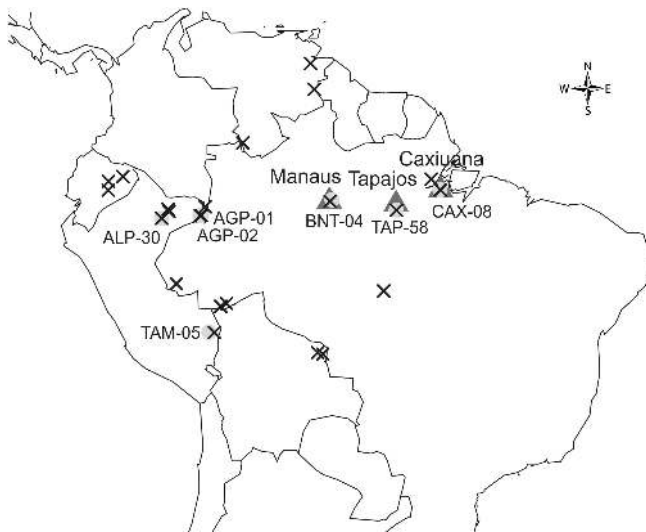 N
W E
S
Caxiuana
Manaus Tapajos
AGP-01
BNT-04
CAX-08
TAP-58
ALP-30
AGP-02
TAM-05